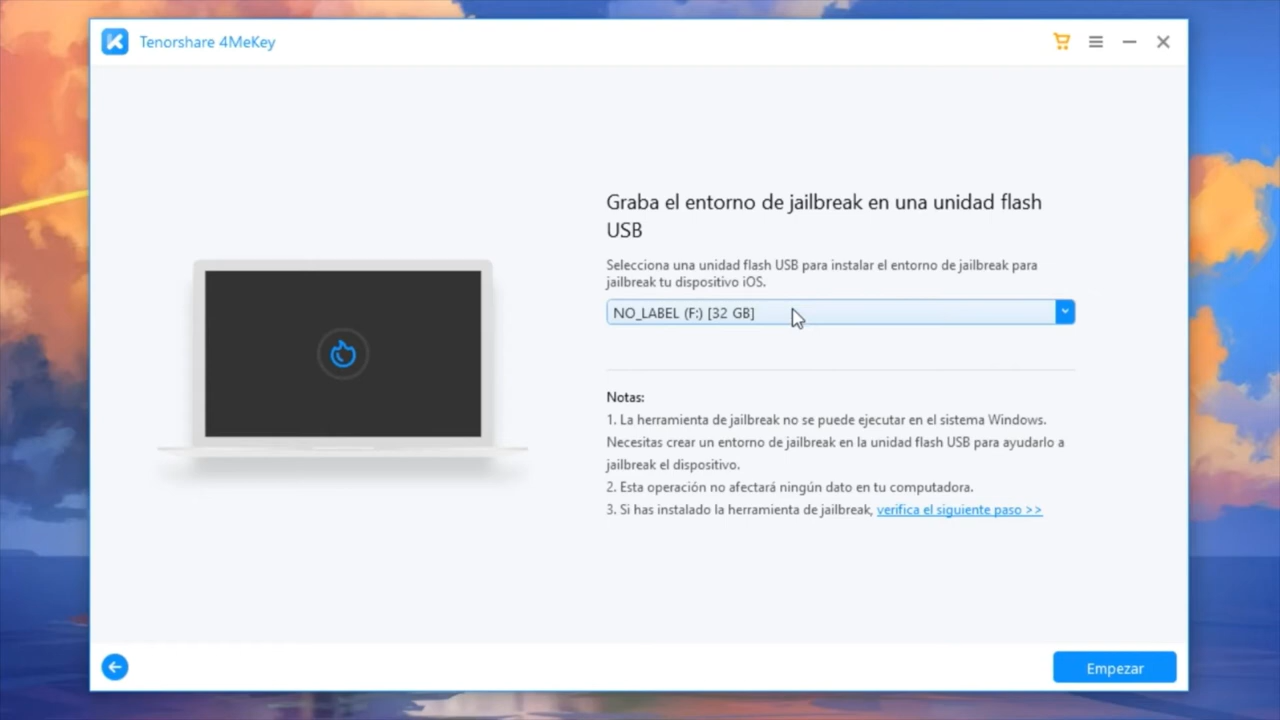 Tenorshare 4MeKey
Graba el entorno de jailbreak en una unidad flash
USB
Selecciona una unidad flash USB para instalar el entorno de jailbreak para
jailbreak tu dispositivo iOS.
NO_LABEL (F:) [32 GB]
Notas:
1. La herramienta de jailbreak no se puede ejecutar en el sistema Windows.
Necesitas crear un entorno de jailbreak en la unidad flash USB para ayudarlo a
jailbreak el dispositivo.
2. Esta operación no afectará ningún dato en tu computadora.
3. Si has instalado la herramienta de jailbreak, verifica el siguiente paso >>
Empezar